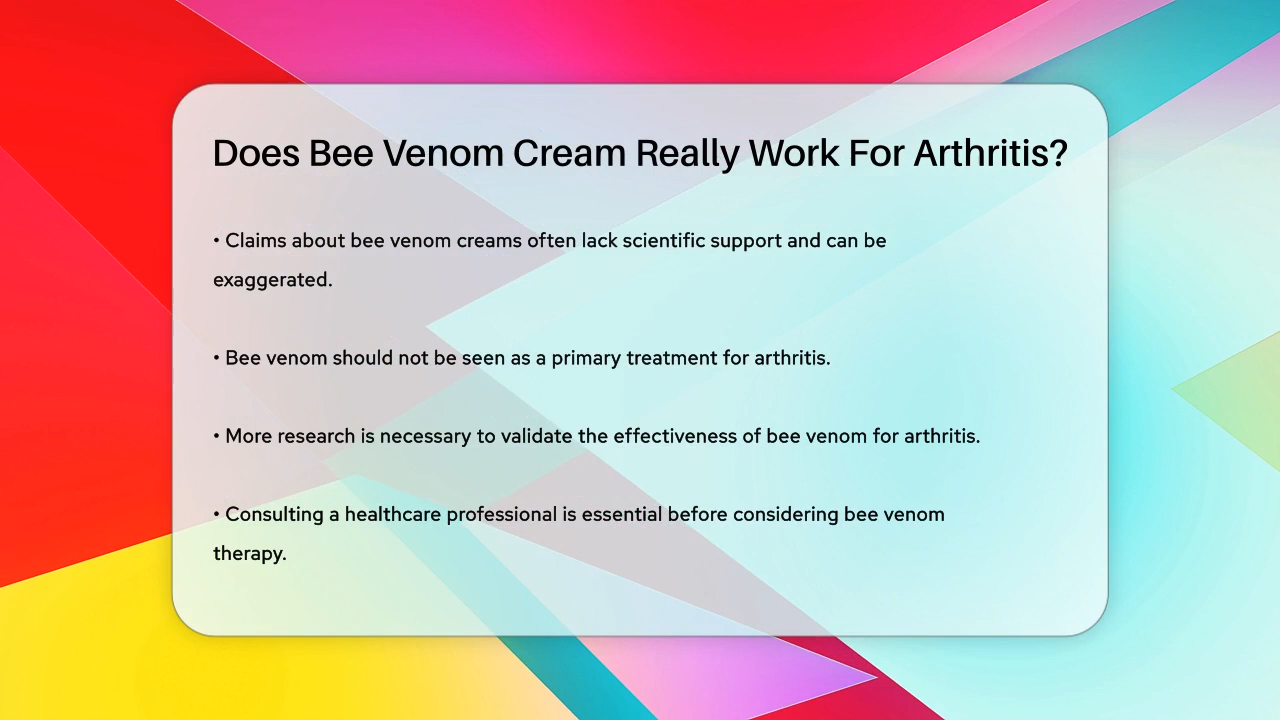 Does Bee Venom Cream Really Work For Arthritis?
• Claims about bee venom creams often lack scientific support and can be
exaggerated.
• Bee venom should not be seen as a primary treatment for arthritis.
• More research is necessary to validate the effectiveness of bee venom for arthritis.
• Consulting a healthcare professional is essential before considering bee venom
therapy.